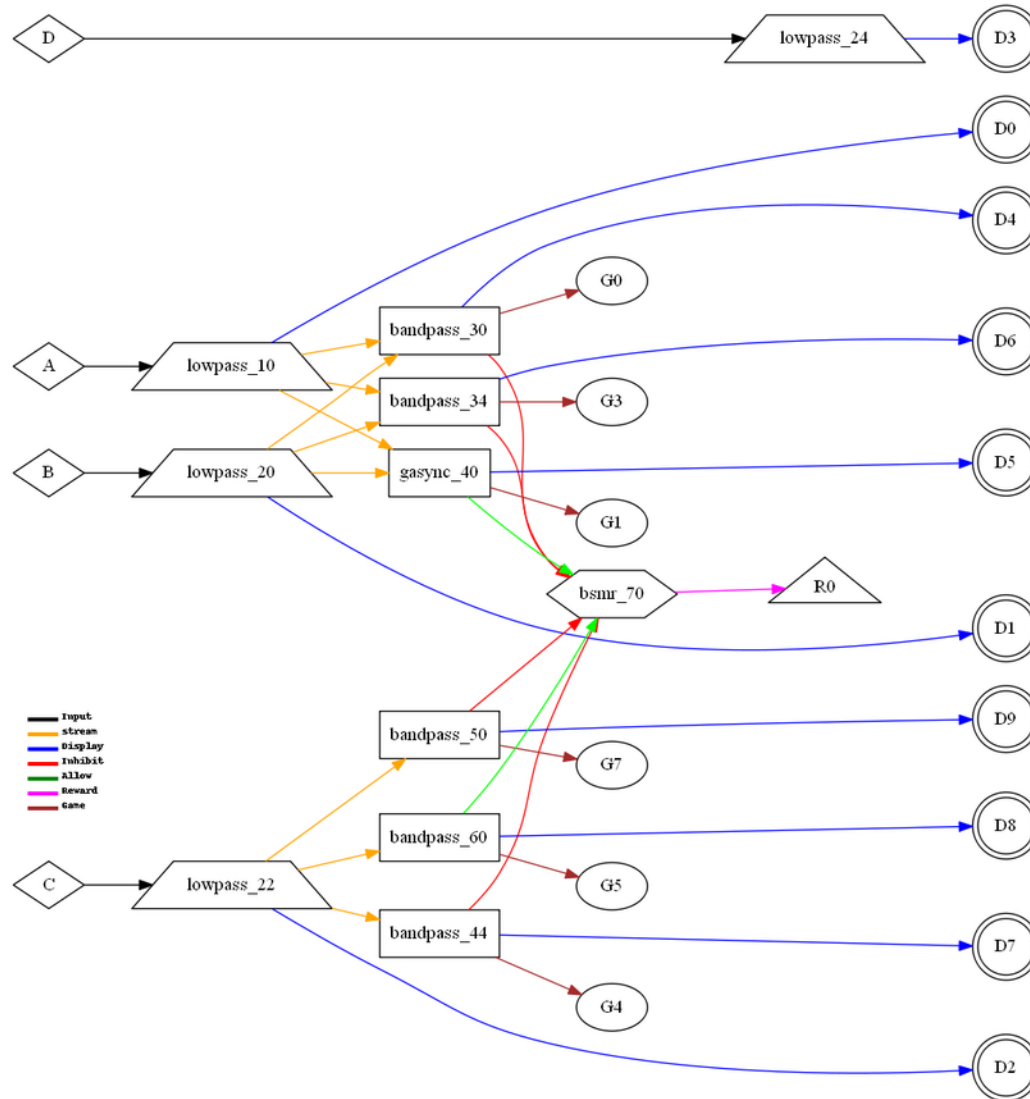 D
lowpass_24
D3
D0
D4
G0
bandpass_30
D6
A
lowpass_10
bandpass_34
G3
B
lowpass_20
gasync_40
D5
G1
bsmr_70
R0
D1
Input
stream
Display
Inhibit
Allow
Reward
Game
bandpass_50
D9
G7
bandpass_60
D8
C
lowpass_22
G5
bandpass_44
D7
G4
D2